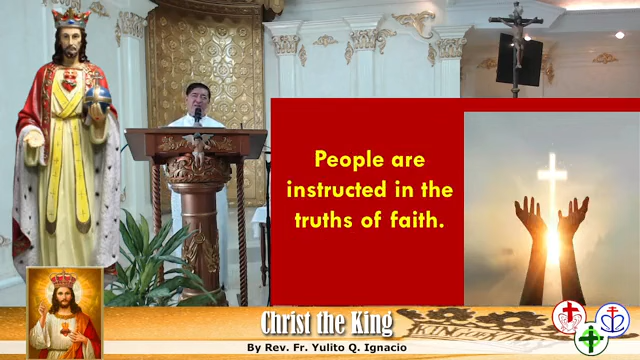 People are
instructed in the
truths of faith.
Christ the King
By Rev. Fr. Yulito Q. Ignacio